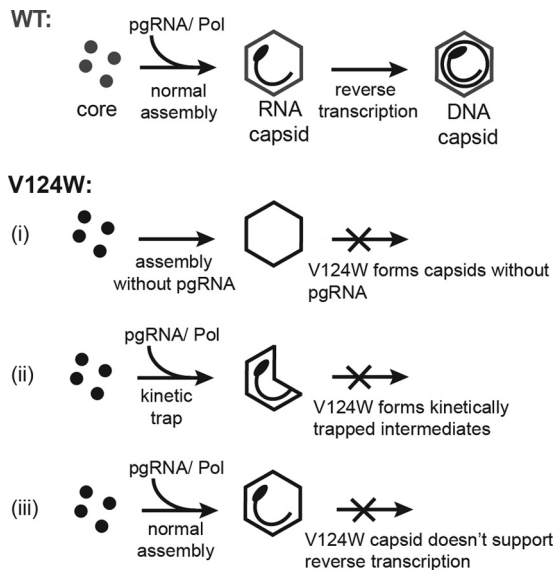 WT:
pgRNA/ Pol
core
normal
assembly
RNA
capsid
reverse
transcription
DNA
capsid
V124W:
(i)
assembly
without pgRNA
V124W forms capsids without
pgRNA
(ii)
pgRNA/ Pol
kinetic
trap
V124W forms kinetically
trapped intermediates
(iii)
pgRNA/ Pol
normal
assembly
V124W capsid doesn't support
reverse transcription